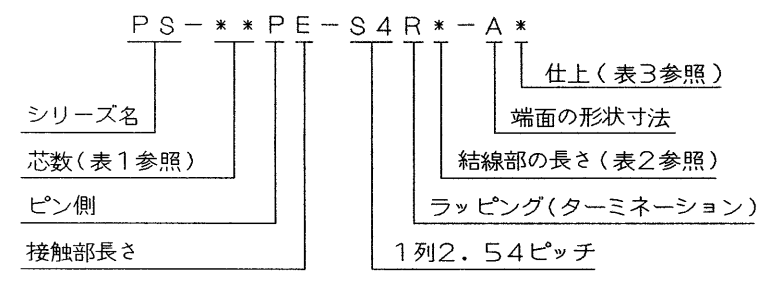 PS-**PE-S4R*-A*
仕上(表3参照)
シリーズ名
端面の形状寸法
芯数(表1参照)
結線部の長さ(表2参照)
ピン側
ラッピング(ターミネーション)
接触部長さ
1列2.54ピッチ